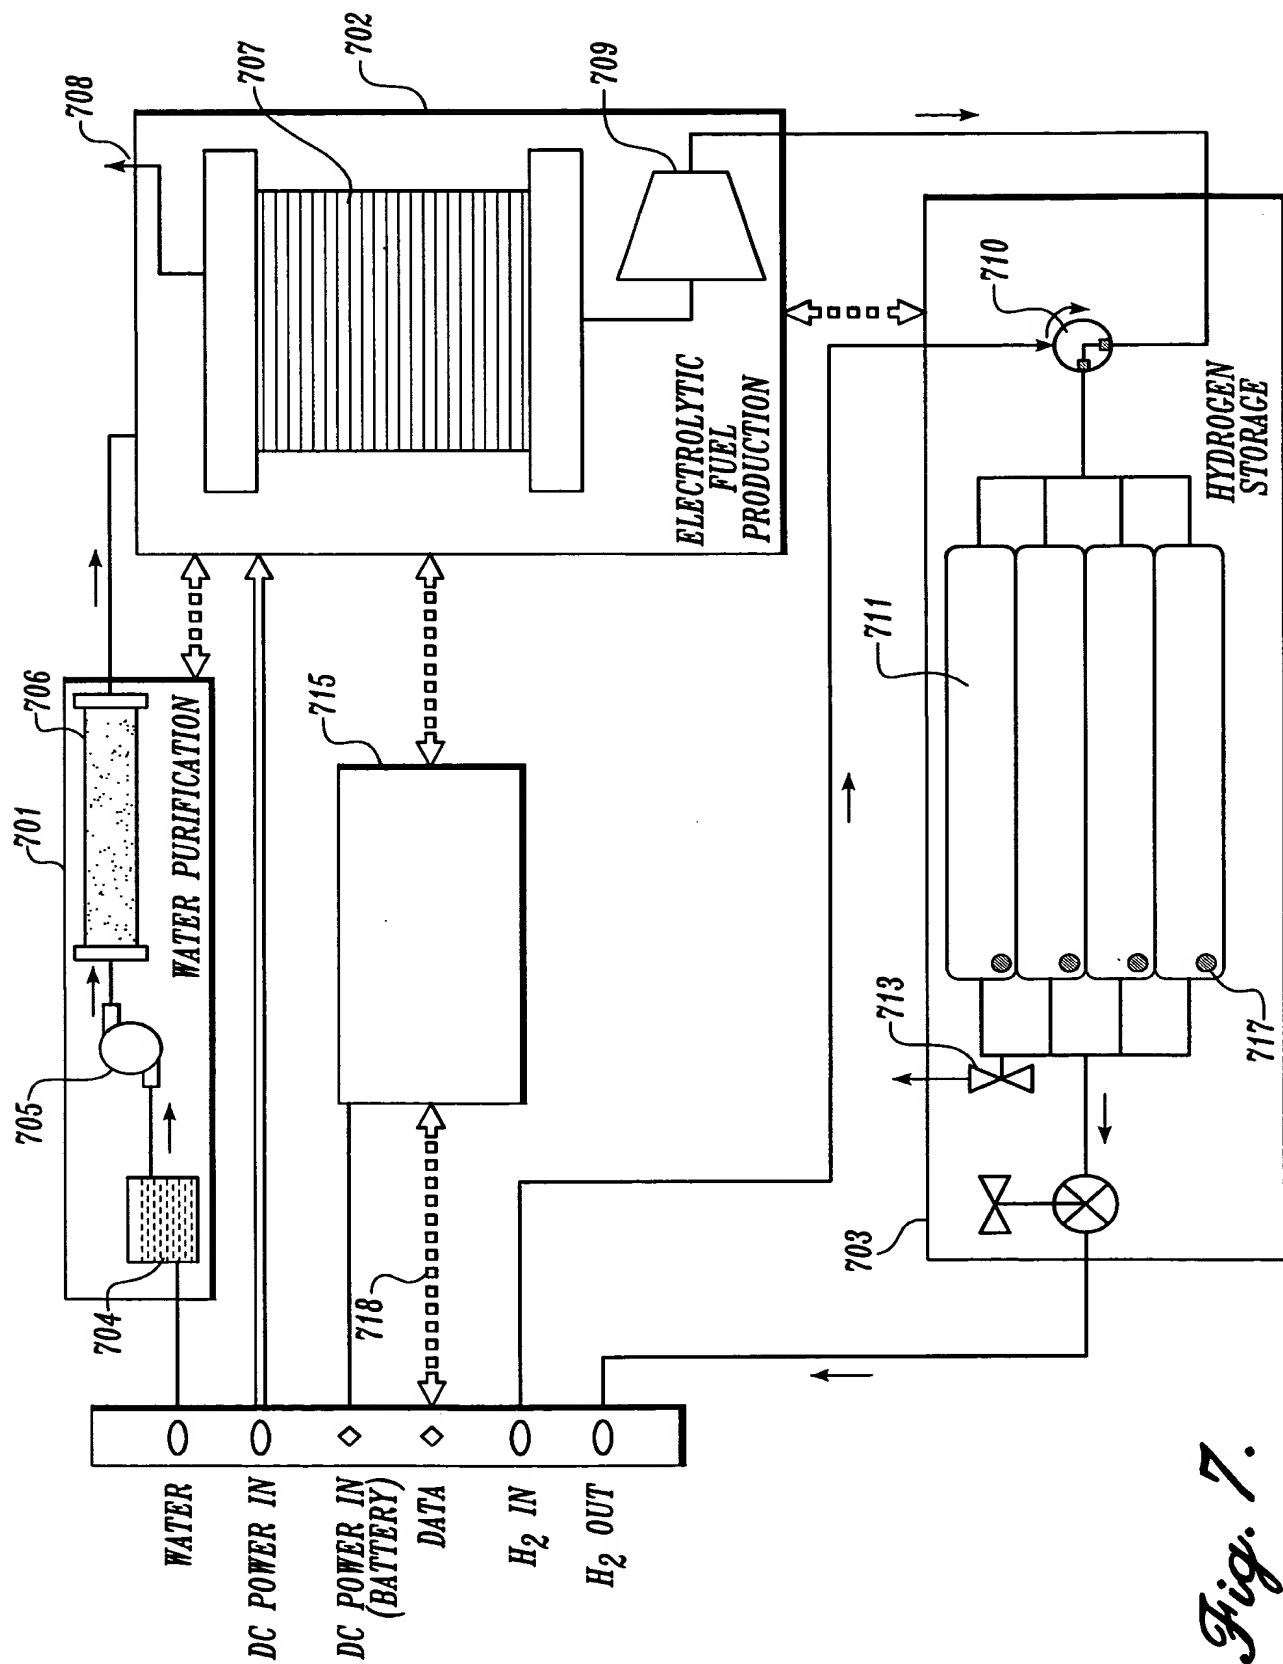 708
707
702
709
ELECTROLYTIC
FUEL
PRODUCTION
701
706
WATER PURIFICATION
705
704
715
718
WATER
DC POWER IN
DC POWER IN
(BATTERY)
DATA
H₂ IN
H₂ OUT
710
711
713
717
703
HYDROGEN
STORAGE
Fig. 7.